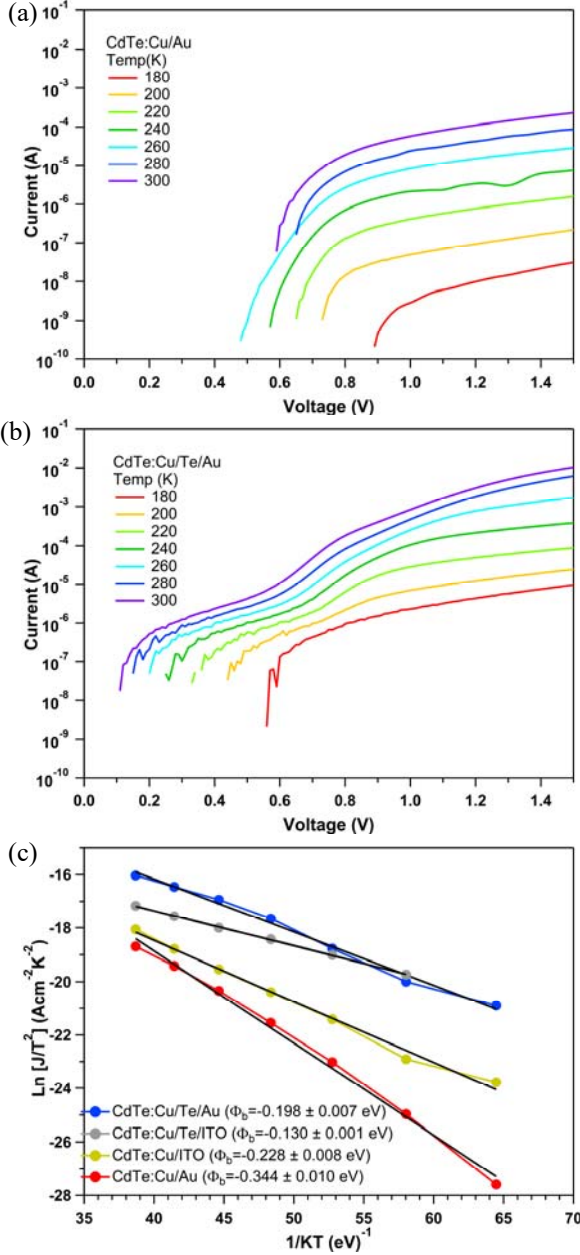 (a)
10-1
10-2
10-3
10-4
10-5
10-6
10-7
10-8
10-9
10-10
Current (A)
CdTe:Cu/Au
Temp(K)
180
200
220
240
260
280
300
0.0 0.2 0.4 0.6 0.8 1.0 1.2 1.4
Voltage (V)
(b)
10-1
10-2
10-3
10-4
10-5
10-6
10-7
10-8
10-9
10-10
Current (A)
CdTe:Cu/Te/Au
Temp (K)
180
200
220
240
260
280
300
0.0 0.2 0.4 0.6 0.8 1.0 1.2 1.4
Voltage (V)
(c)
-16
-18
-20
-22
-24
-26
-28
Ln [J/T2] (Acm-2K-2)
CdTe:Cu/Te/Au (Φb=-0.198 ± 0.007 eV)
CdTe:Cu/Te/ITO (Φb=-0.130 ± 0.001 eV)
CdTe:Cu/ITO (Φb=-0.228 ± 0.008 eV)
CdTe:Cu/Au (Φb=-0.344 ± 0.010 eV)
35 40 45 50 55 60 65 70
1/KT (eV)-1